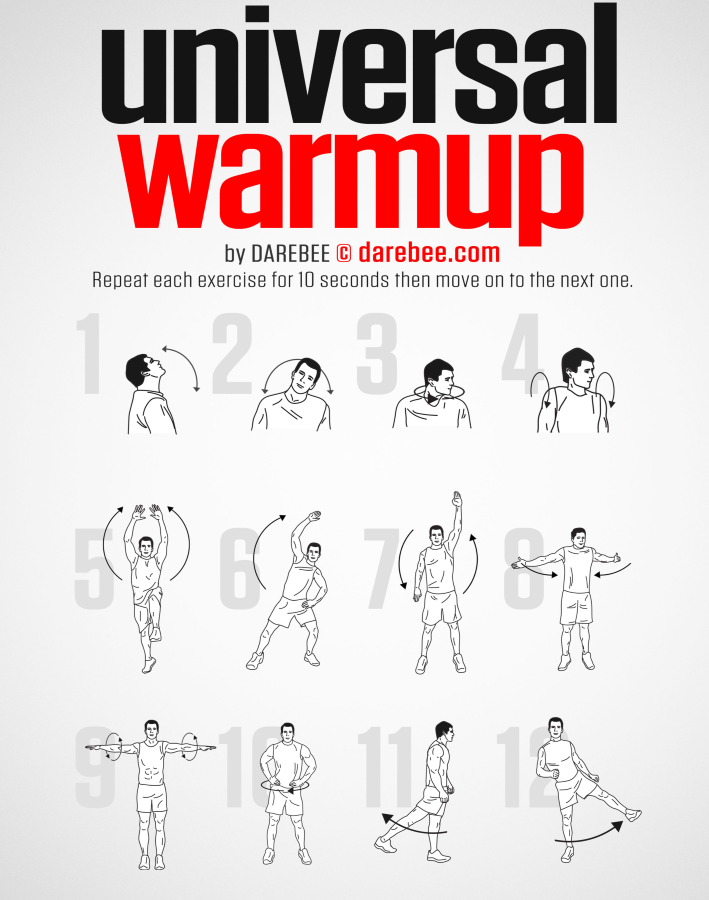 universal
warmup
by DAREBEE © darebee.com
Repeat each exercise for 10 seconds then move on to the next one.
1 2 3 4
5 6 7 8
9 10 11 12